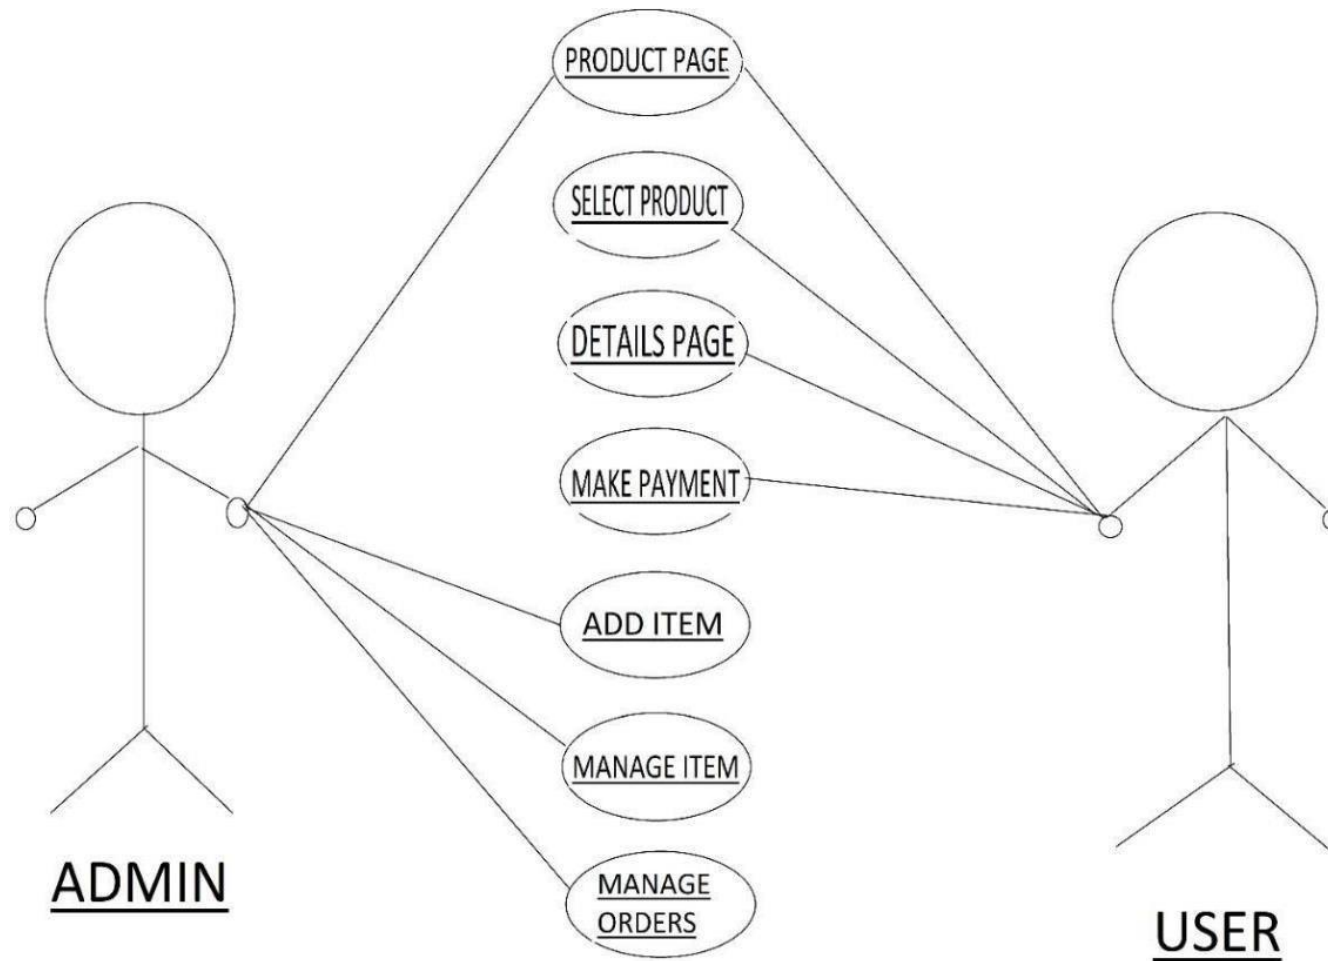 PRODUCT PAGE
SELECT PRODUCT
DETAILS PAGE
MAKE PAYMENT
ADD ITEM
MANAGE ITEM
MANAGE
ORDERS
ADMIN
USER